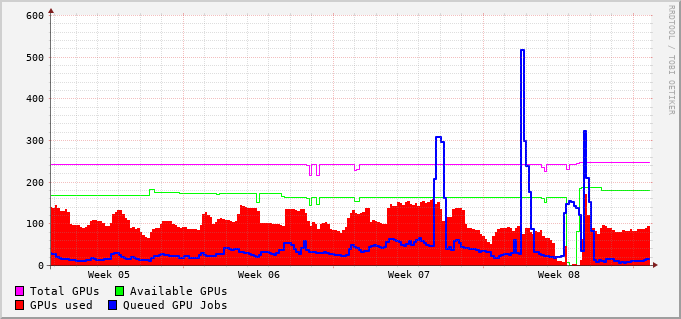 600
500
400
300
200
100
0
Week 05 Week 06 Week 07 Week 08
Total GPUs Available GPUs
GPUs used Queued GPU Jobs
RRDTOOL / TOBI OETIKER